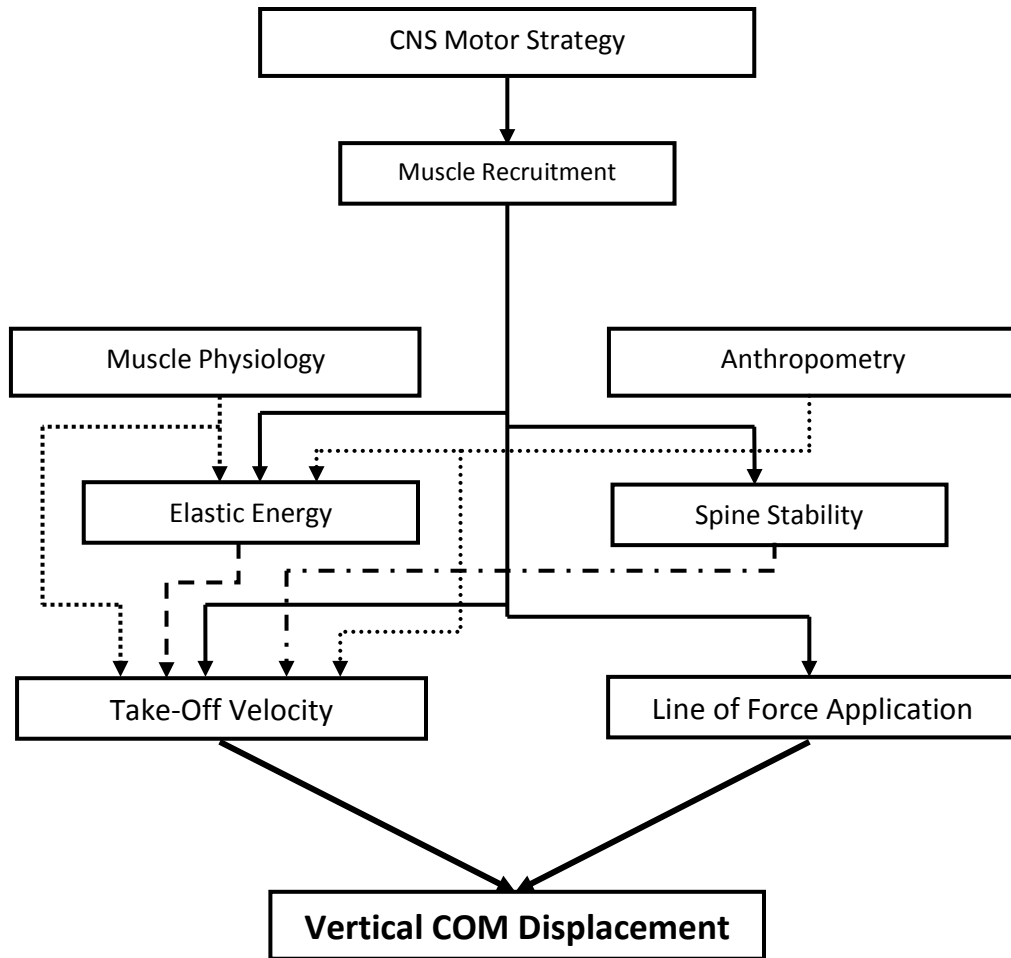 CNS Motor Strategy
Muscle Recruitment
Muscle Physiology
Anthropometry
Elastic Energy
Spine Stability
Take-Off Velocity
Line of Force Application
Vertical COM Displacement